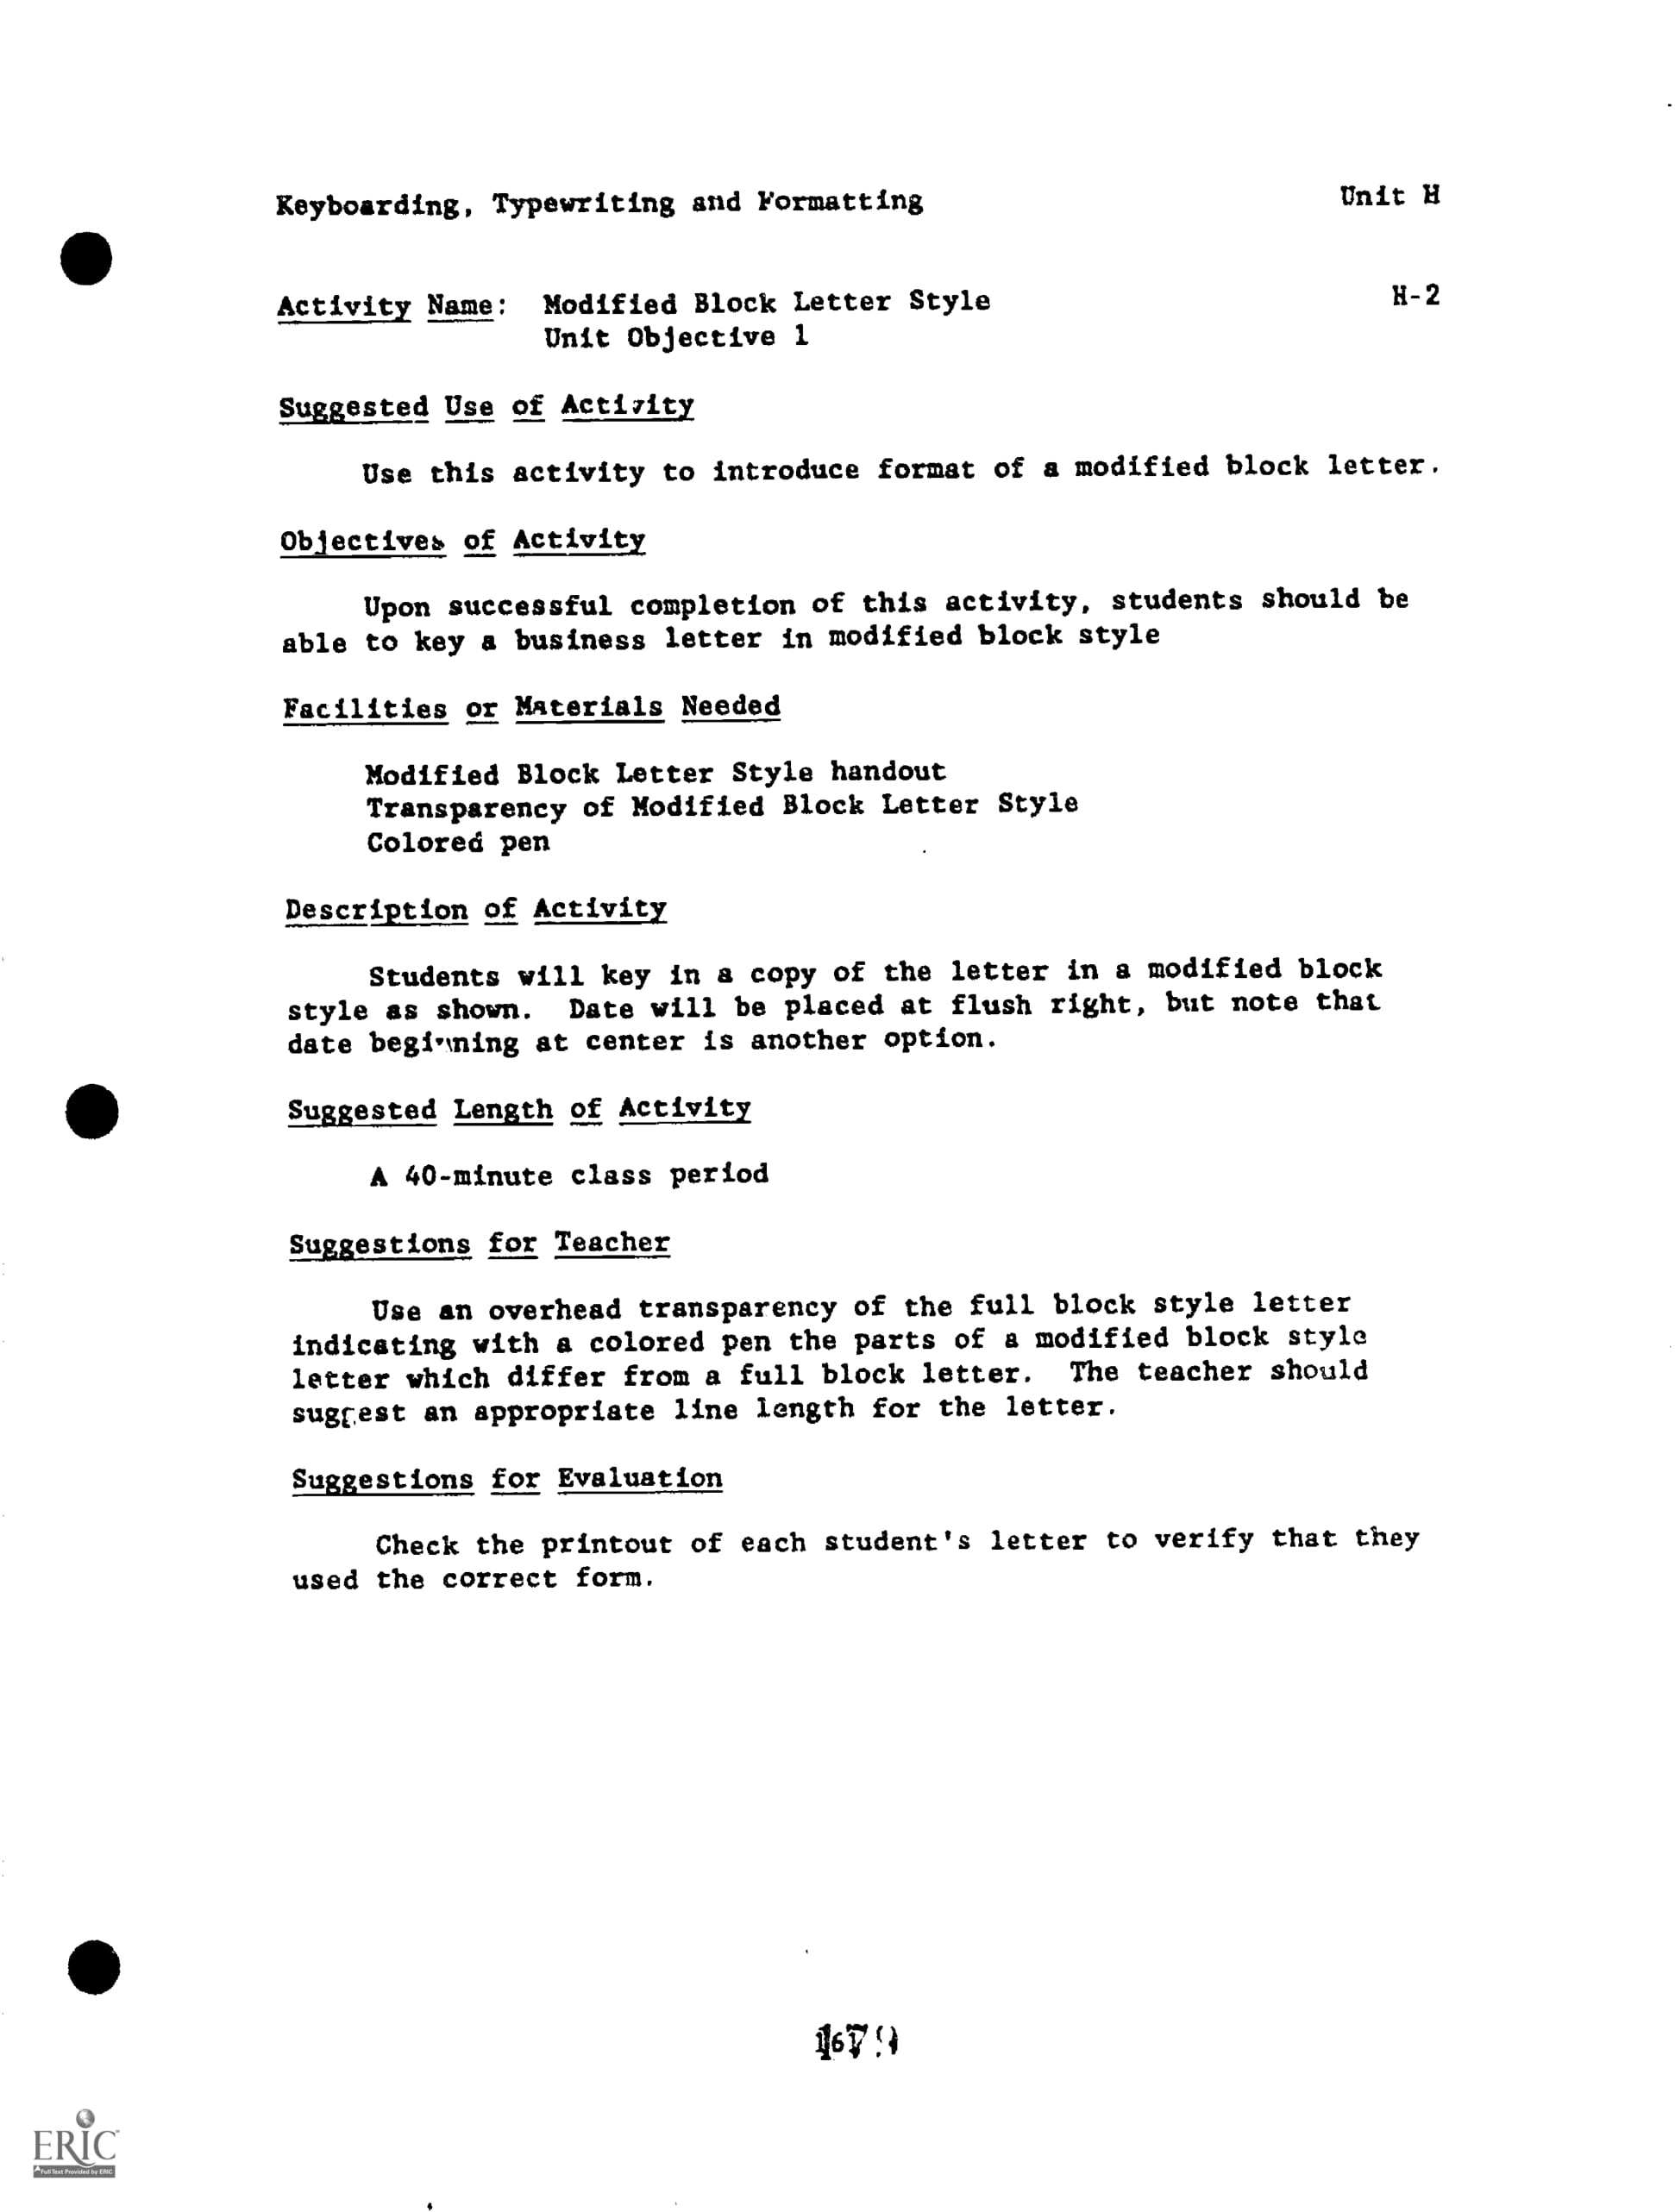 Keyboarding, Typewriting and Formatting Unit H
Activity Name: Modified Block Letter Style H-2
Unit Objective 1
Suggested Use of Activity
Use this activity to introduce format of a modified block letter.
Objectives of Activity
Upon successful completion of this activity, students should be
able to key a business letter in modified block style
Facilities or Materials Needed
Modified Block Letter Style handout
Transparency of Modified Block Letter Style
Colored pen
Description of Activity
Students will key in a copy of the letter in a modified block
style as shown. Date will be placed at flush right, but note that
date beginning at center is another option.
Suggested Length of Activity
A 40-minute class period
Suggestions for Teacher
Use an overhead transparency of the full block style letter
indicating with a colored pen the parts of a modified block style
letter which differ from a full block letter. The teacher should
suggest an appropriate line length for the letter.
Suggestions for Evaluation
Check the printout of each student's letter to verify that they
used the correct form.
ERIC
Full Text Provided by ERIC